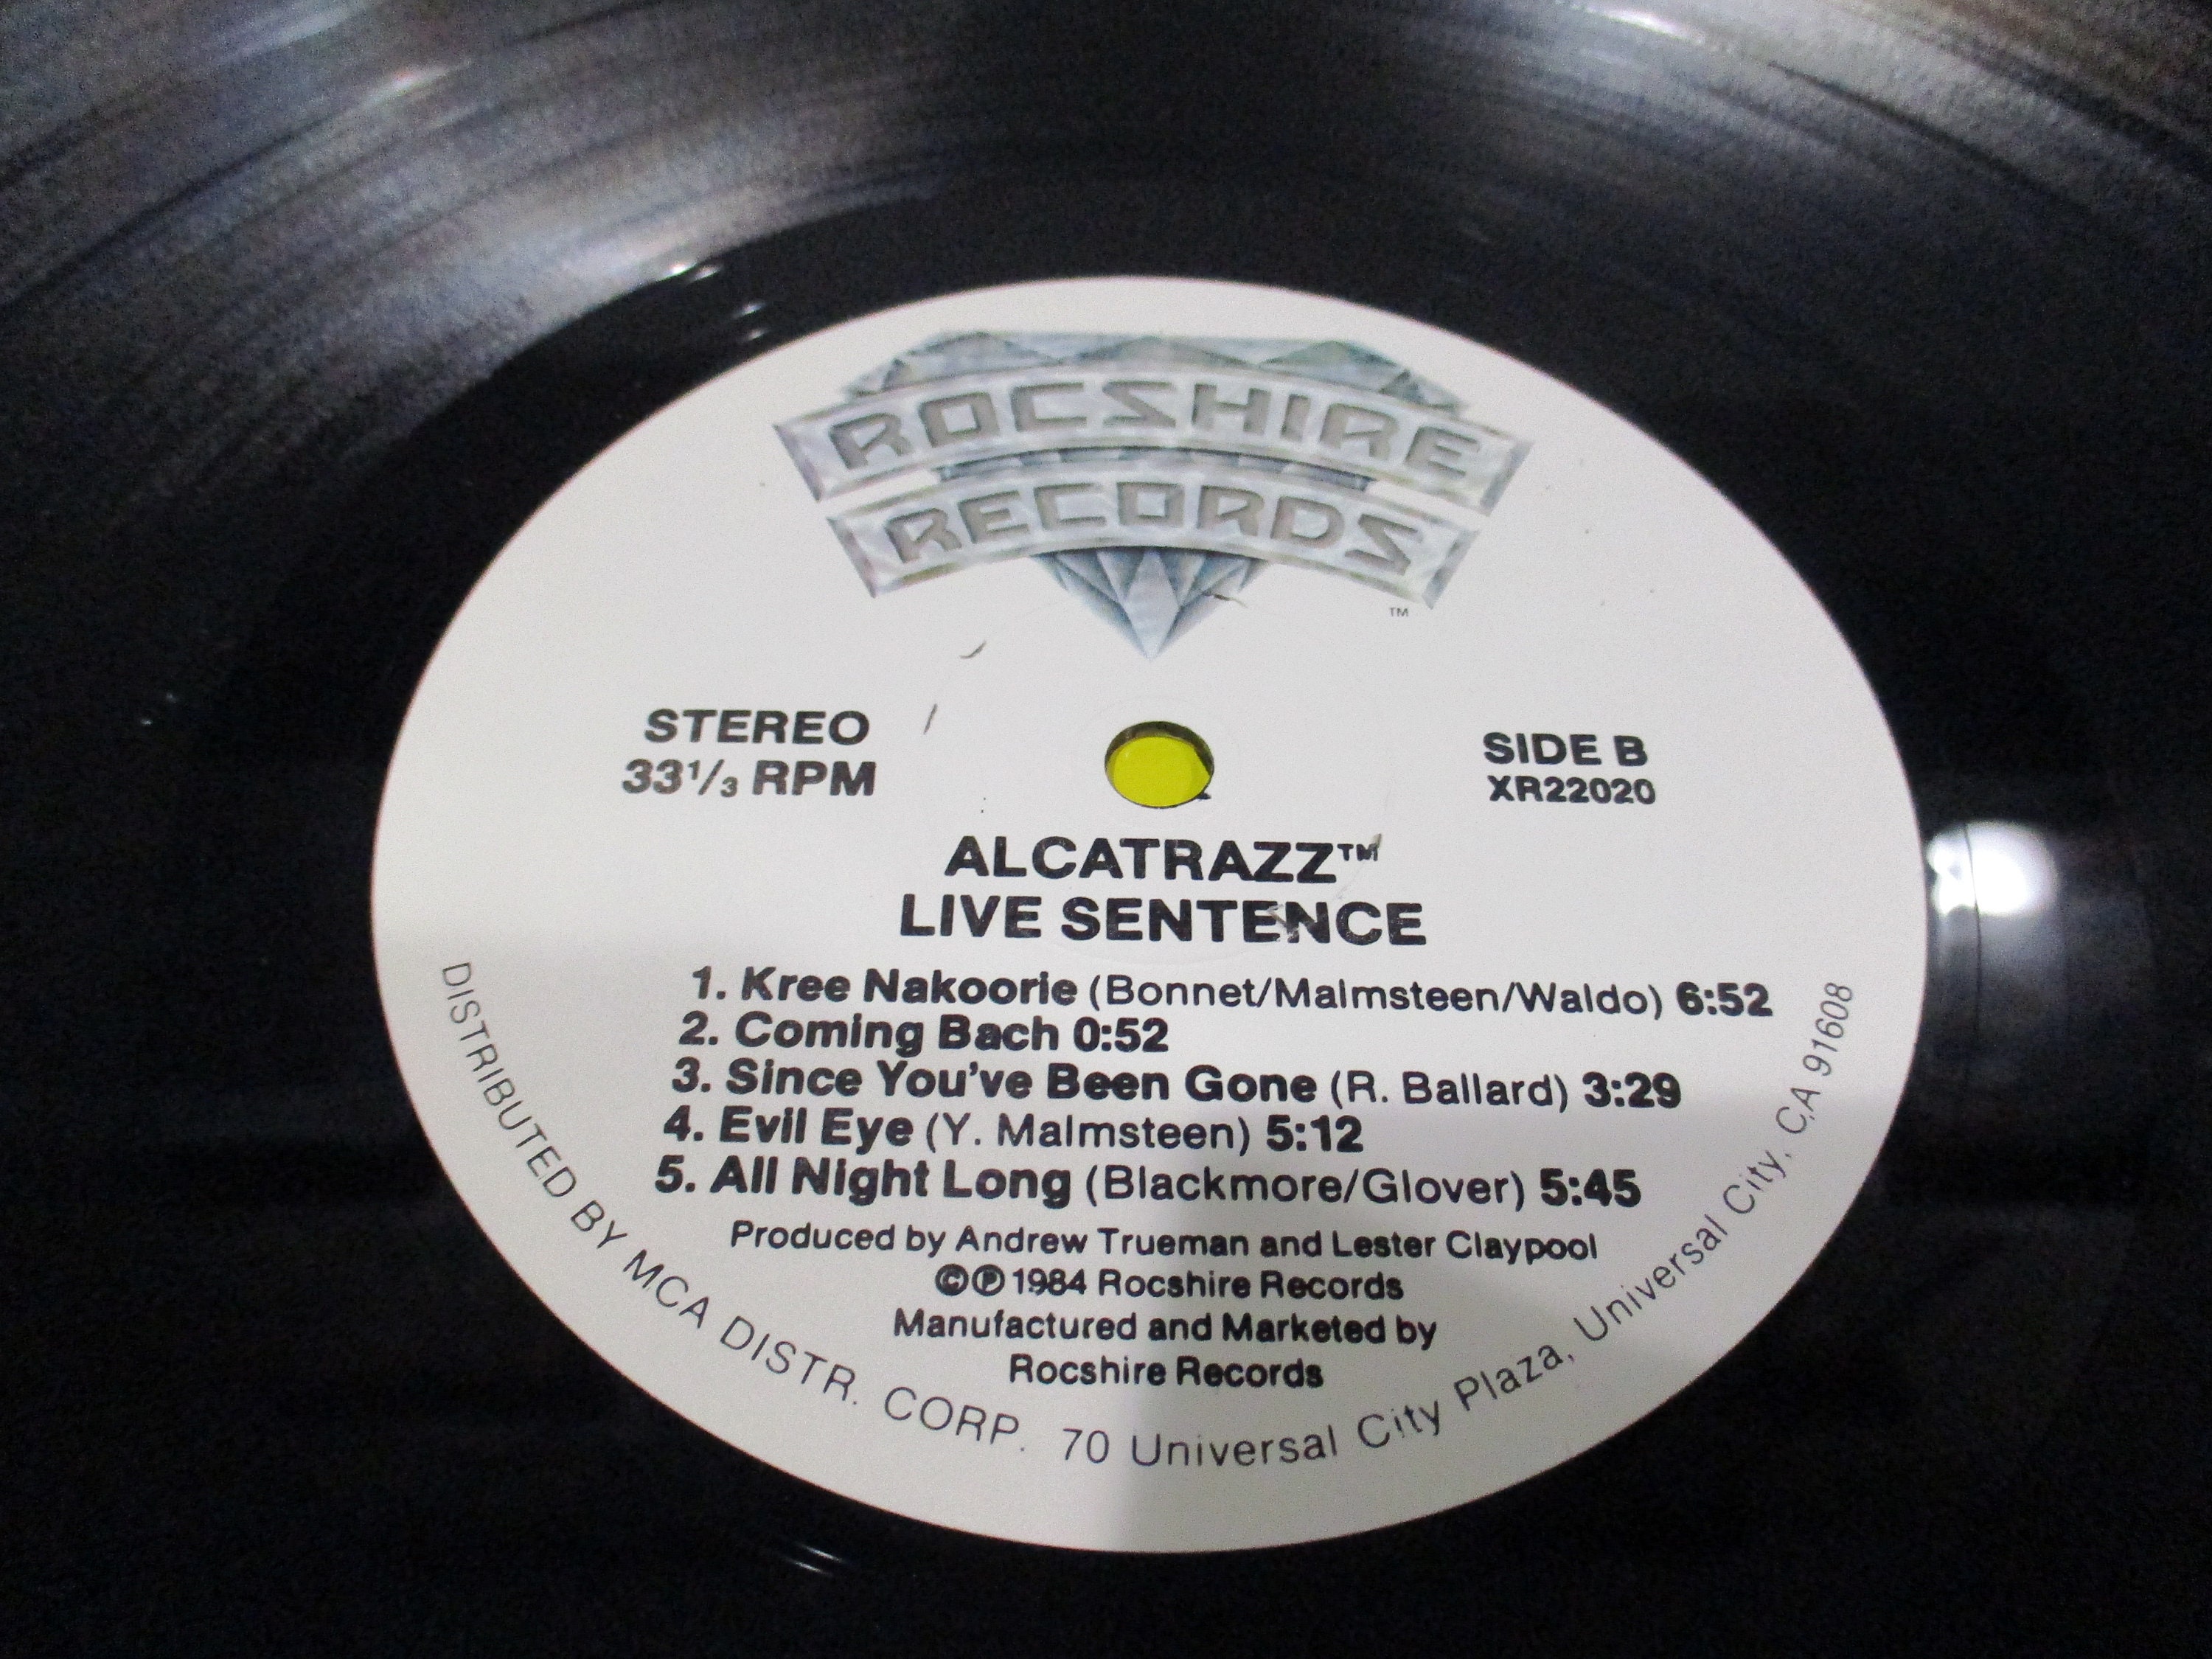 ROCSHIRE
RECORDS
TM
STEREO
33⅓ RPM
SIDE B
XR22020
ALCATRAZZ™
LIVE SENTENCE
1. Kree Nakoorie (Bonnet/Malmsteen/Waldo) 6:52
2. Coming Bach 0:52
3. Since You've Been Gone (R. Ballard) 3:29
4. Evil Eye (Y. Malmsteen) 5:12
5. All Night Long (Blackmore/Glover) 5:45
Produced by Andrew Trueman and Lester Claypool
©℗ 1984 Rocshire Records
Manufactured and Marketed by
Rocshire Records
DISTRIBUTED BY MCA DISTR. CORP. 70 Universal City Plaza, Universal City, CA 91608